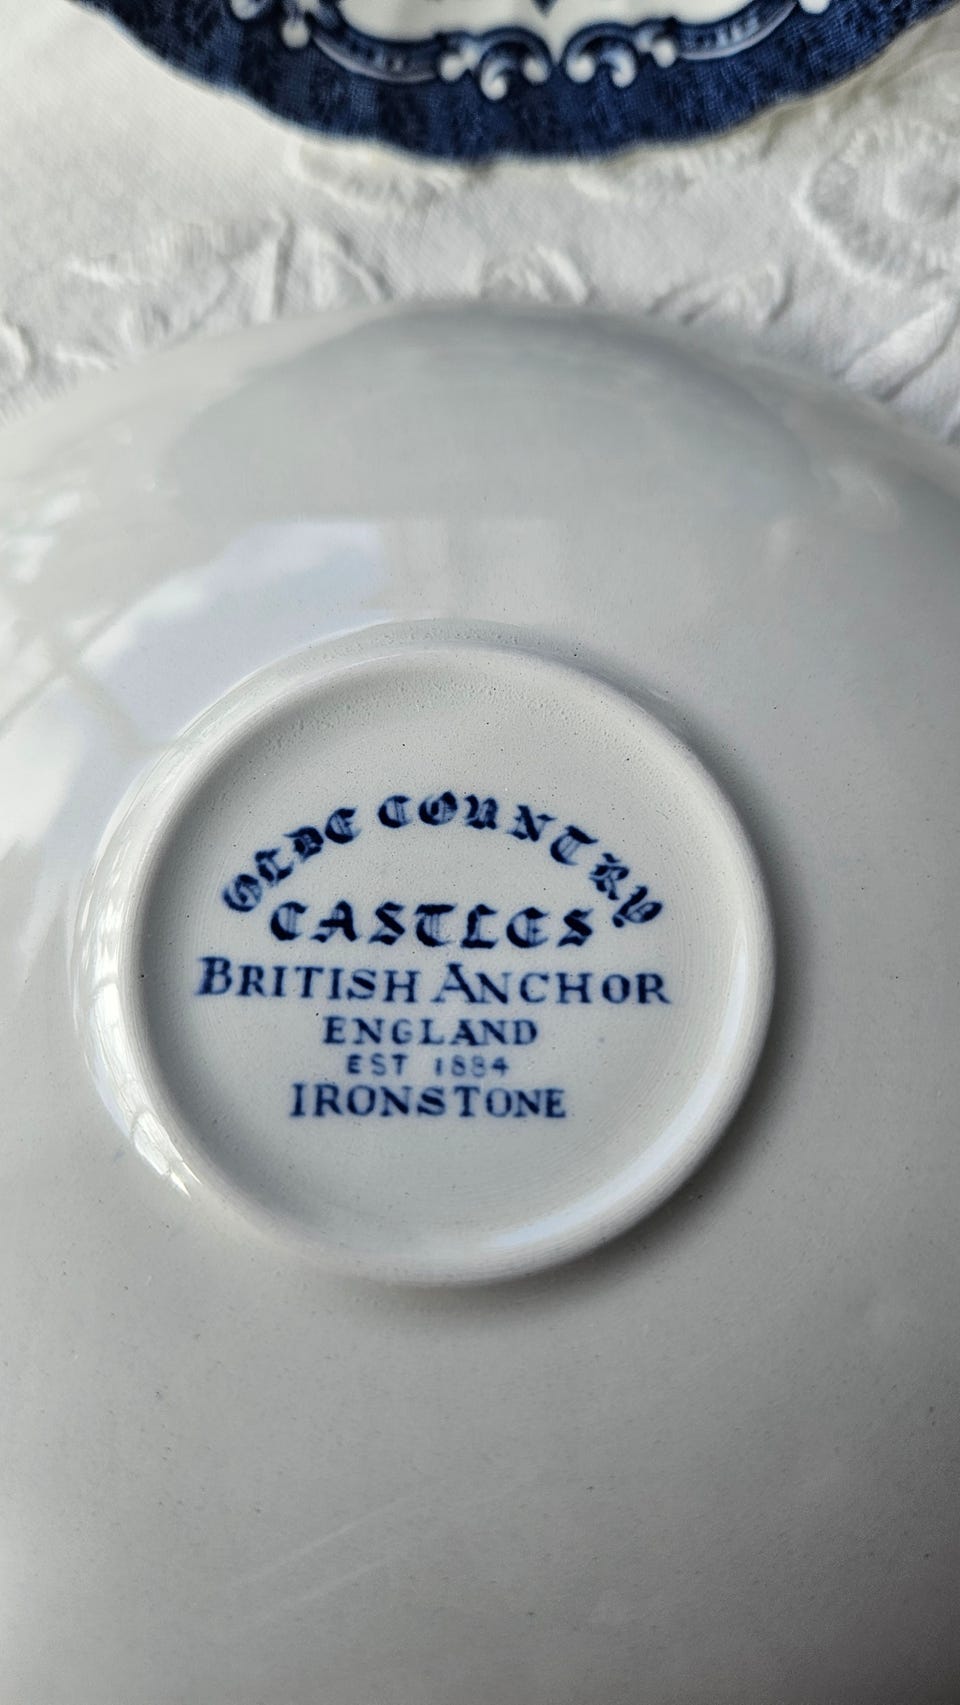 OLDE COUNTRY
CASTLES
BRITISH ANCHOR
ENGLAND
EST 1884
IRONSTONE